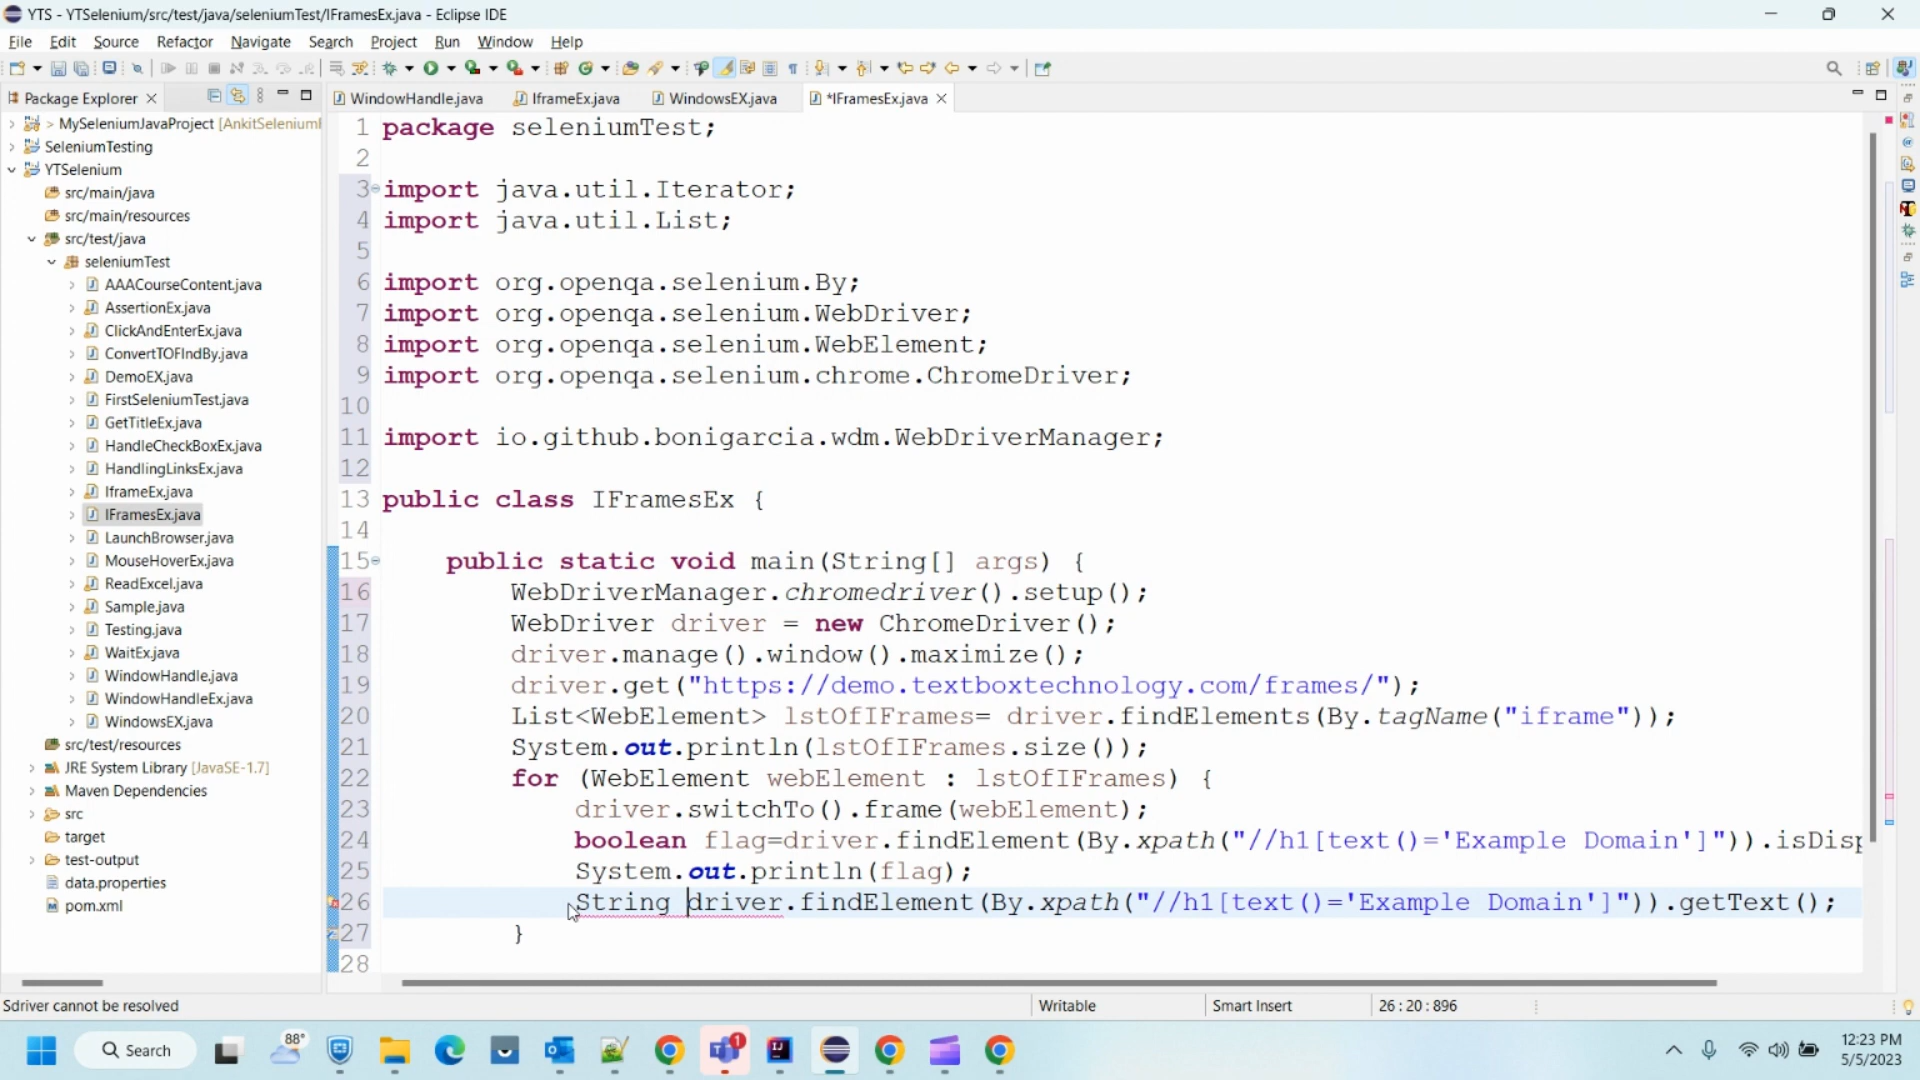 YTS - YTSelenium/src/test/java/seleniumTest/IFramesEx.java - Eclipse IDE
File Edit Source Refactor Navigate Search Project Run Window Help
Package Explorer
WindowHandle.java IframeEx.java WindowsEX.java *IFramesEx.java
> MySeleniumJavaProject [AnkitSelenium
SeleniumTesting
YTSelenium
src/main/java
src/main/resources
src/test/java
seleniumTest
AAACourseContent.java
AssertionEx.java
ClickAndEnterEx.java
ConvertTOFIndBy.java
DemoEX.java
FirstSeleniumTest.java
GetTitleEx.java
HandleCheckBoxEx.java
HandlingLinksEx.java
IframeEx.java
IFramesEx.java
LaunchBrowser.java
MouseHoverEx.java
ReadExcel.java
Sample.java
Testing.java
WaitEx.java
WindowHandle.java
WindowHandleEx.java
WindowsEX.java
src/test/resources
JRE System Library [JavaSE-1.7]
Maven Dependencies
src
target
test-output
data.properties
pom.xml
1 package seleniumTest;
2
3 import java.util.Iterator;
4 import java.util.List;
5
6 import org.openqa.selenium.By;
7 import org.openqa.selenium.WebDriver;
8 import org.openqa.selenium.WebElement;
9 import org.openqa.selenium.chrome.ChromeDriver;
10
11 import io.github.bonigarcia.wdm.WebDriverManager;
12
13 public class IFramesEx {
14
15 public static void main(String[] args) {
16 WebDriverManager.chromedriver().setup();
17 WebDriver driver = new ChromeDriver();
18 driver.manage().window().maximize();
19 driver.get("https://demo.textboxtechnology.com/frames/");
20 List<WebElement> lstOfIFrames= driver.findElements(By.tagName("iframe"));
21 System.out.println(lstOfIFrames.size());
22 for (WebElement webElement : lstOfIFrames) {
23 driver.switchTo().frame(webElement);
24 boolean flag=driver.findElement(By.xpath("//h1[text()='Example Domain']")).isDisp
25 System.out.println(flag);
26 String driver.findElement(By.xpath("//h1[text()='Example Domain']")).getText();
27 }
28
Sdriver cannot be resolved Writable Smart Insert 26 : 20 : 896
88° Search 1 12:23 PM
5/5/2023